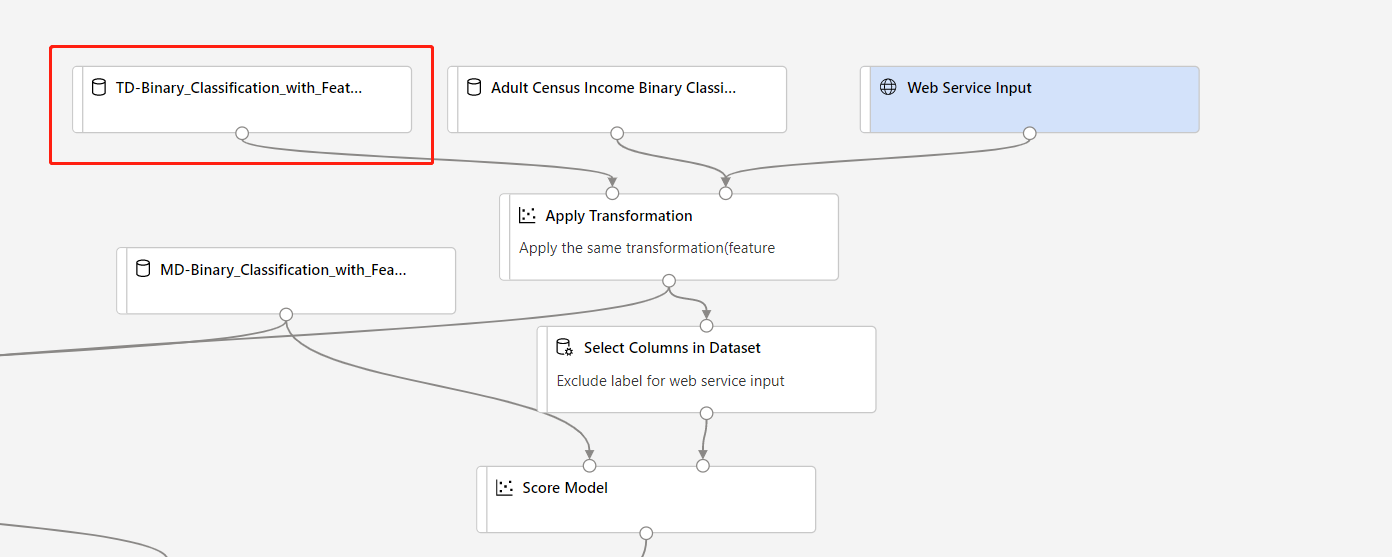 TD-Binary_Classification_with_Feat...
Adult Census Income Binary Classi...
Web Service Input
Apply Transformation
Apply the same transformation(feature
MD-Binary_Classification_with_Fea...
Select Columns in Dataset
Exclude label for web service input
Score Model